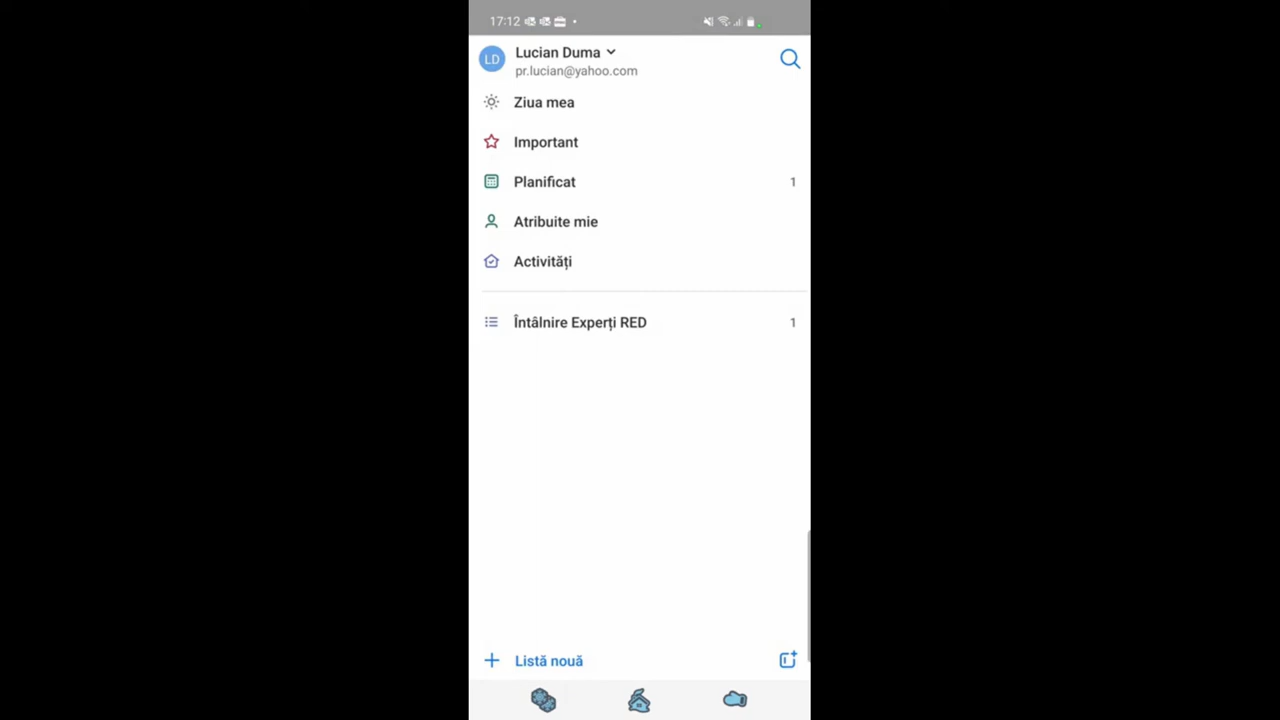 17:12
LD
Lucian Duma
pr.lucian@yahoo.com
Ziua mea
Important
Planificat 1
Atribuite mie
Activități
Întâlnire Experți RED 1
Listă nouă